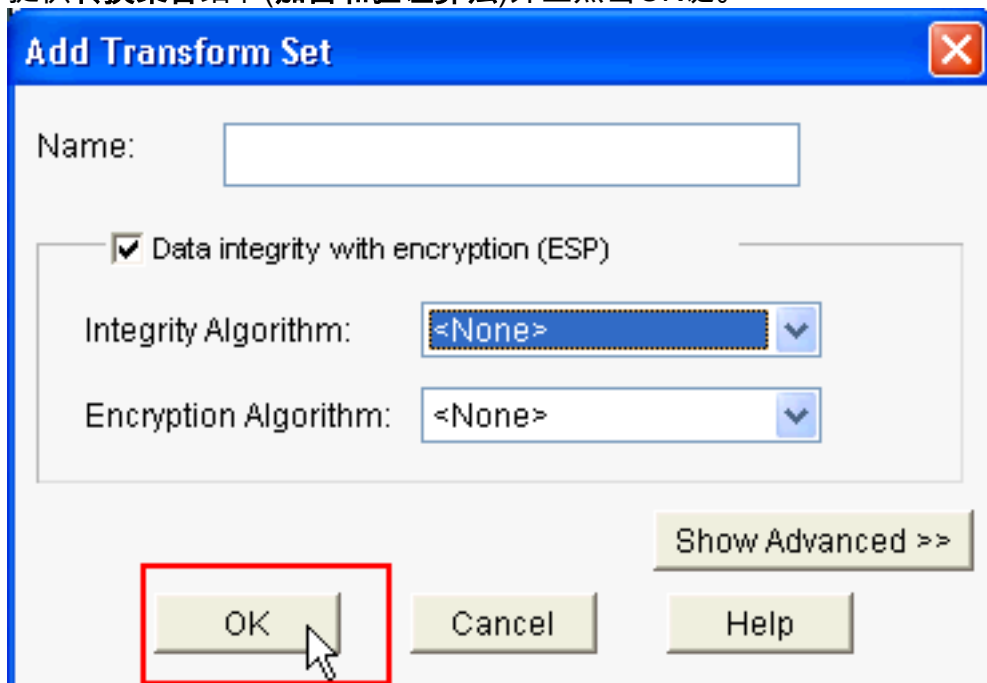 Add Transform Set
Name:
Data integrity with encryption (ESP)
Integrity Algorithm: <None>
Encryption Algorithm: <None>
Show Advanced >>
OK Cancel Help